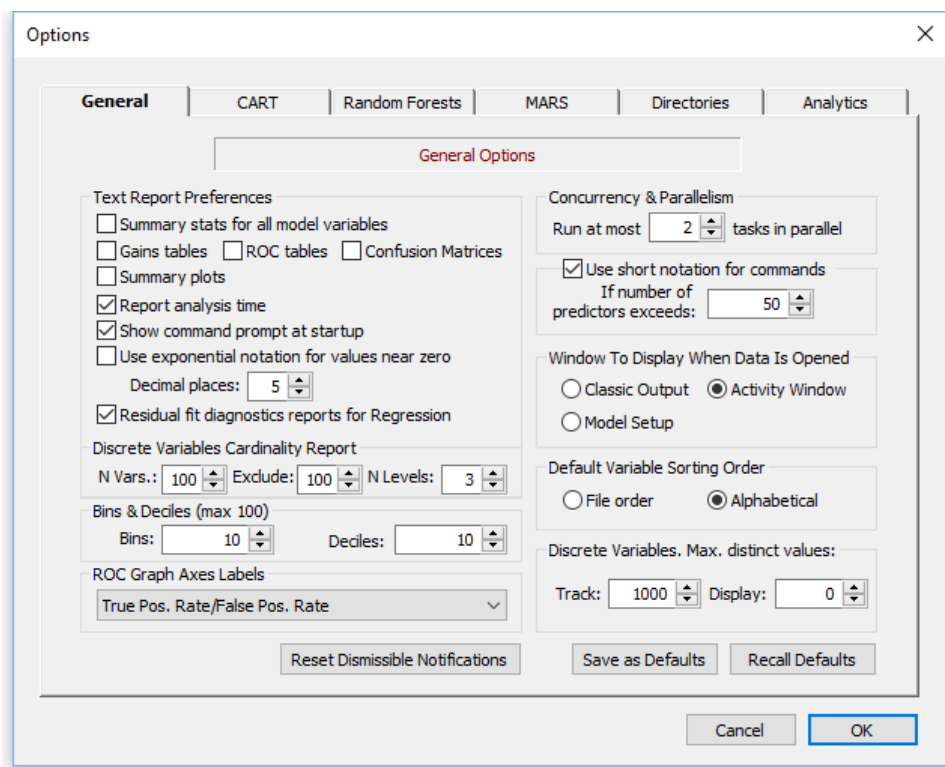 Options
General CART Random Forests MARS Directories Analytics
General Options
Text Report Preferences
Summary stats for all model variables
Gains tables ROC tables Confusion Matrices
Summary plots
Report analysis time
Show command prompt at startup
Use exponential notation for values near zero
Decimal places: 5
Residual fit diagnostics reports for Regression
Discrete Variables Cardinality Report
N Vars.: 100 Exclude: 100 N Levels: 3
Bins & Deciles (max 100)
Bins: 10 Deciles: 10
ROC Graph Axes Labels
True Pos. Rate/False Pos. Rate
Concurrency & Parallelism
Run at most 2 tasks in parallel
Use short notation for commands
If number of
predictors exceeds: 50
Window To Display When Data Is Opened
Classic Output Activity Window
Model Setup
Default Variable Sorting Order
File order Alphabetical
Discrete Variables. Max. distinct values:
Track: 1000 Display: 0
Reset Dismissible Notifications Save as Defaults Recall Defaults
Cancel OK